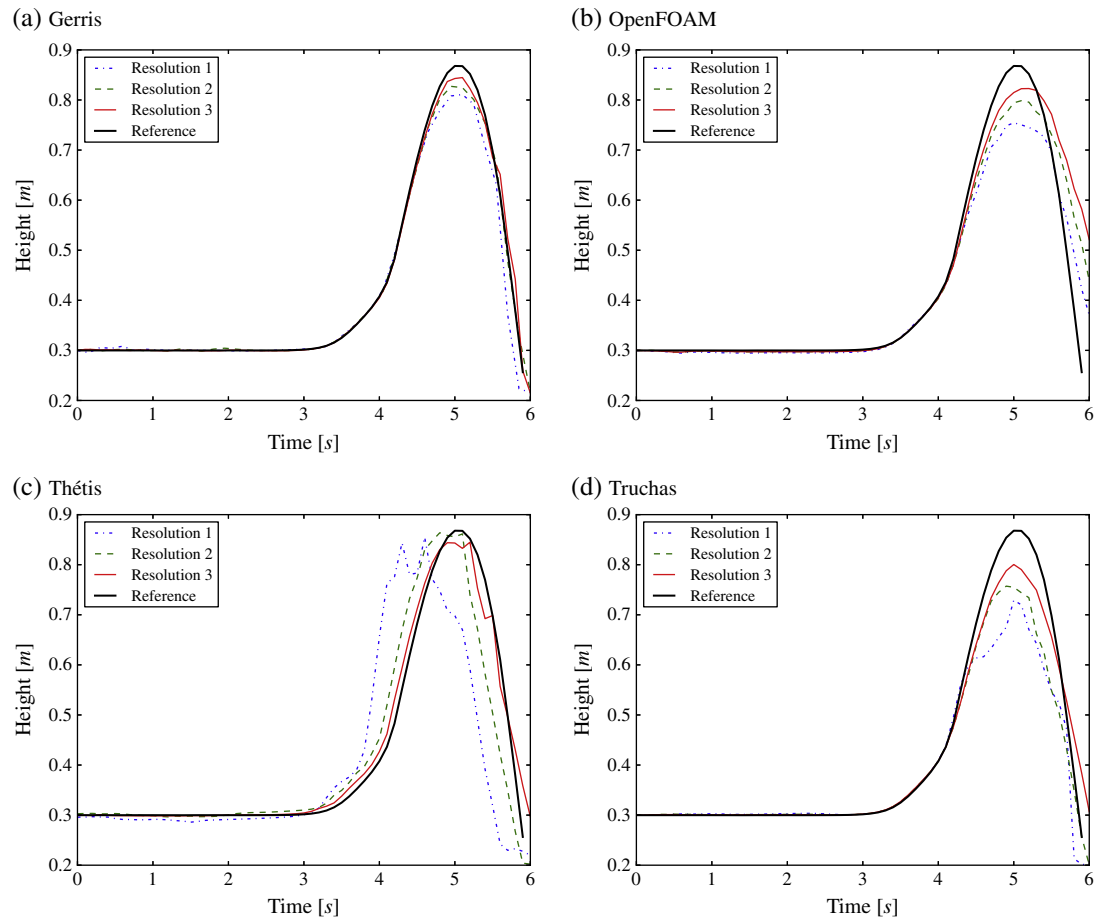 (a) Gerris
0.9
0.8
0.7
0.6
0.5
0.4
0.3
0.2
Height [m]
Resolution 1
Resolution 2
Resolution 3
Reference
0 1 2 3 4 5 6
Time [s]
(b) OpenFOAM
0.9
0.8
0.7
0.6
0.5
0.4
0.3
0.2
Height [m]
Resolution 1
Resolution 2
Resolution 3
Reference
0 1 2 3 4 5 6
Time [s]
(c) Thétis
0.9
0.8
0.7
0.6
0.5
0.4
0.3
0.2
Height [m]
Resolution 1
Resolution 2
Resolution 3
Reference
0 1 2 3 4 5 6
Time [s]
(d) Truchas
0.9
0.8
0.7
0.6
0.5
0.4
0.3
0.2
Height [m]
Resolution 1
Resolution 2
Resolution 3
Reference
0 1 2 3 4 5 6
Time [s]